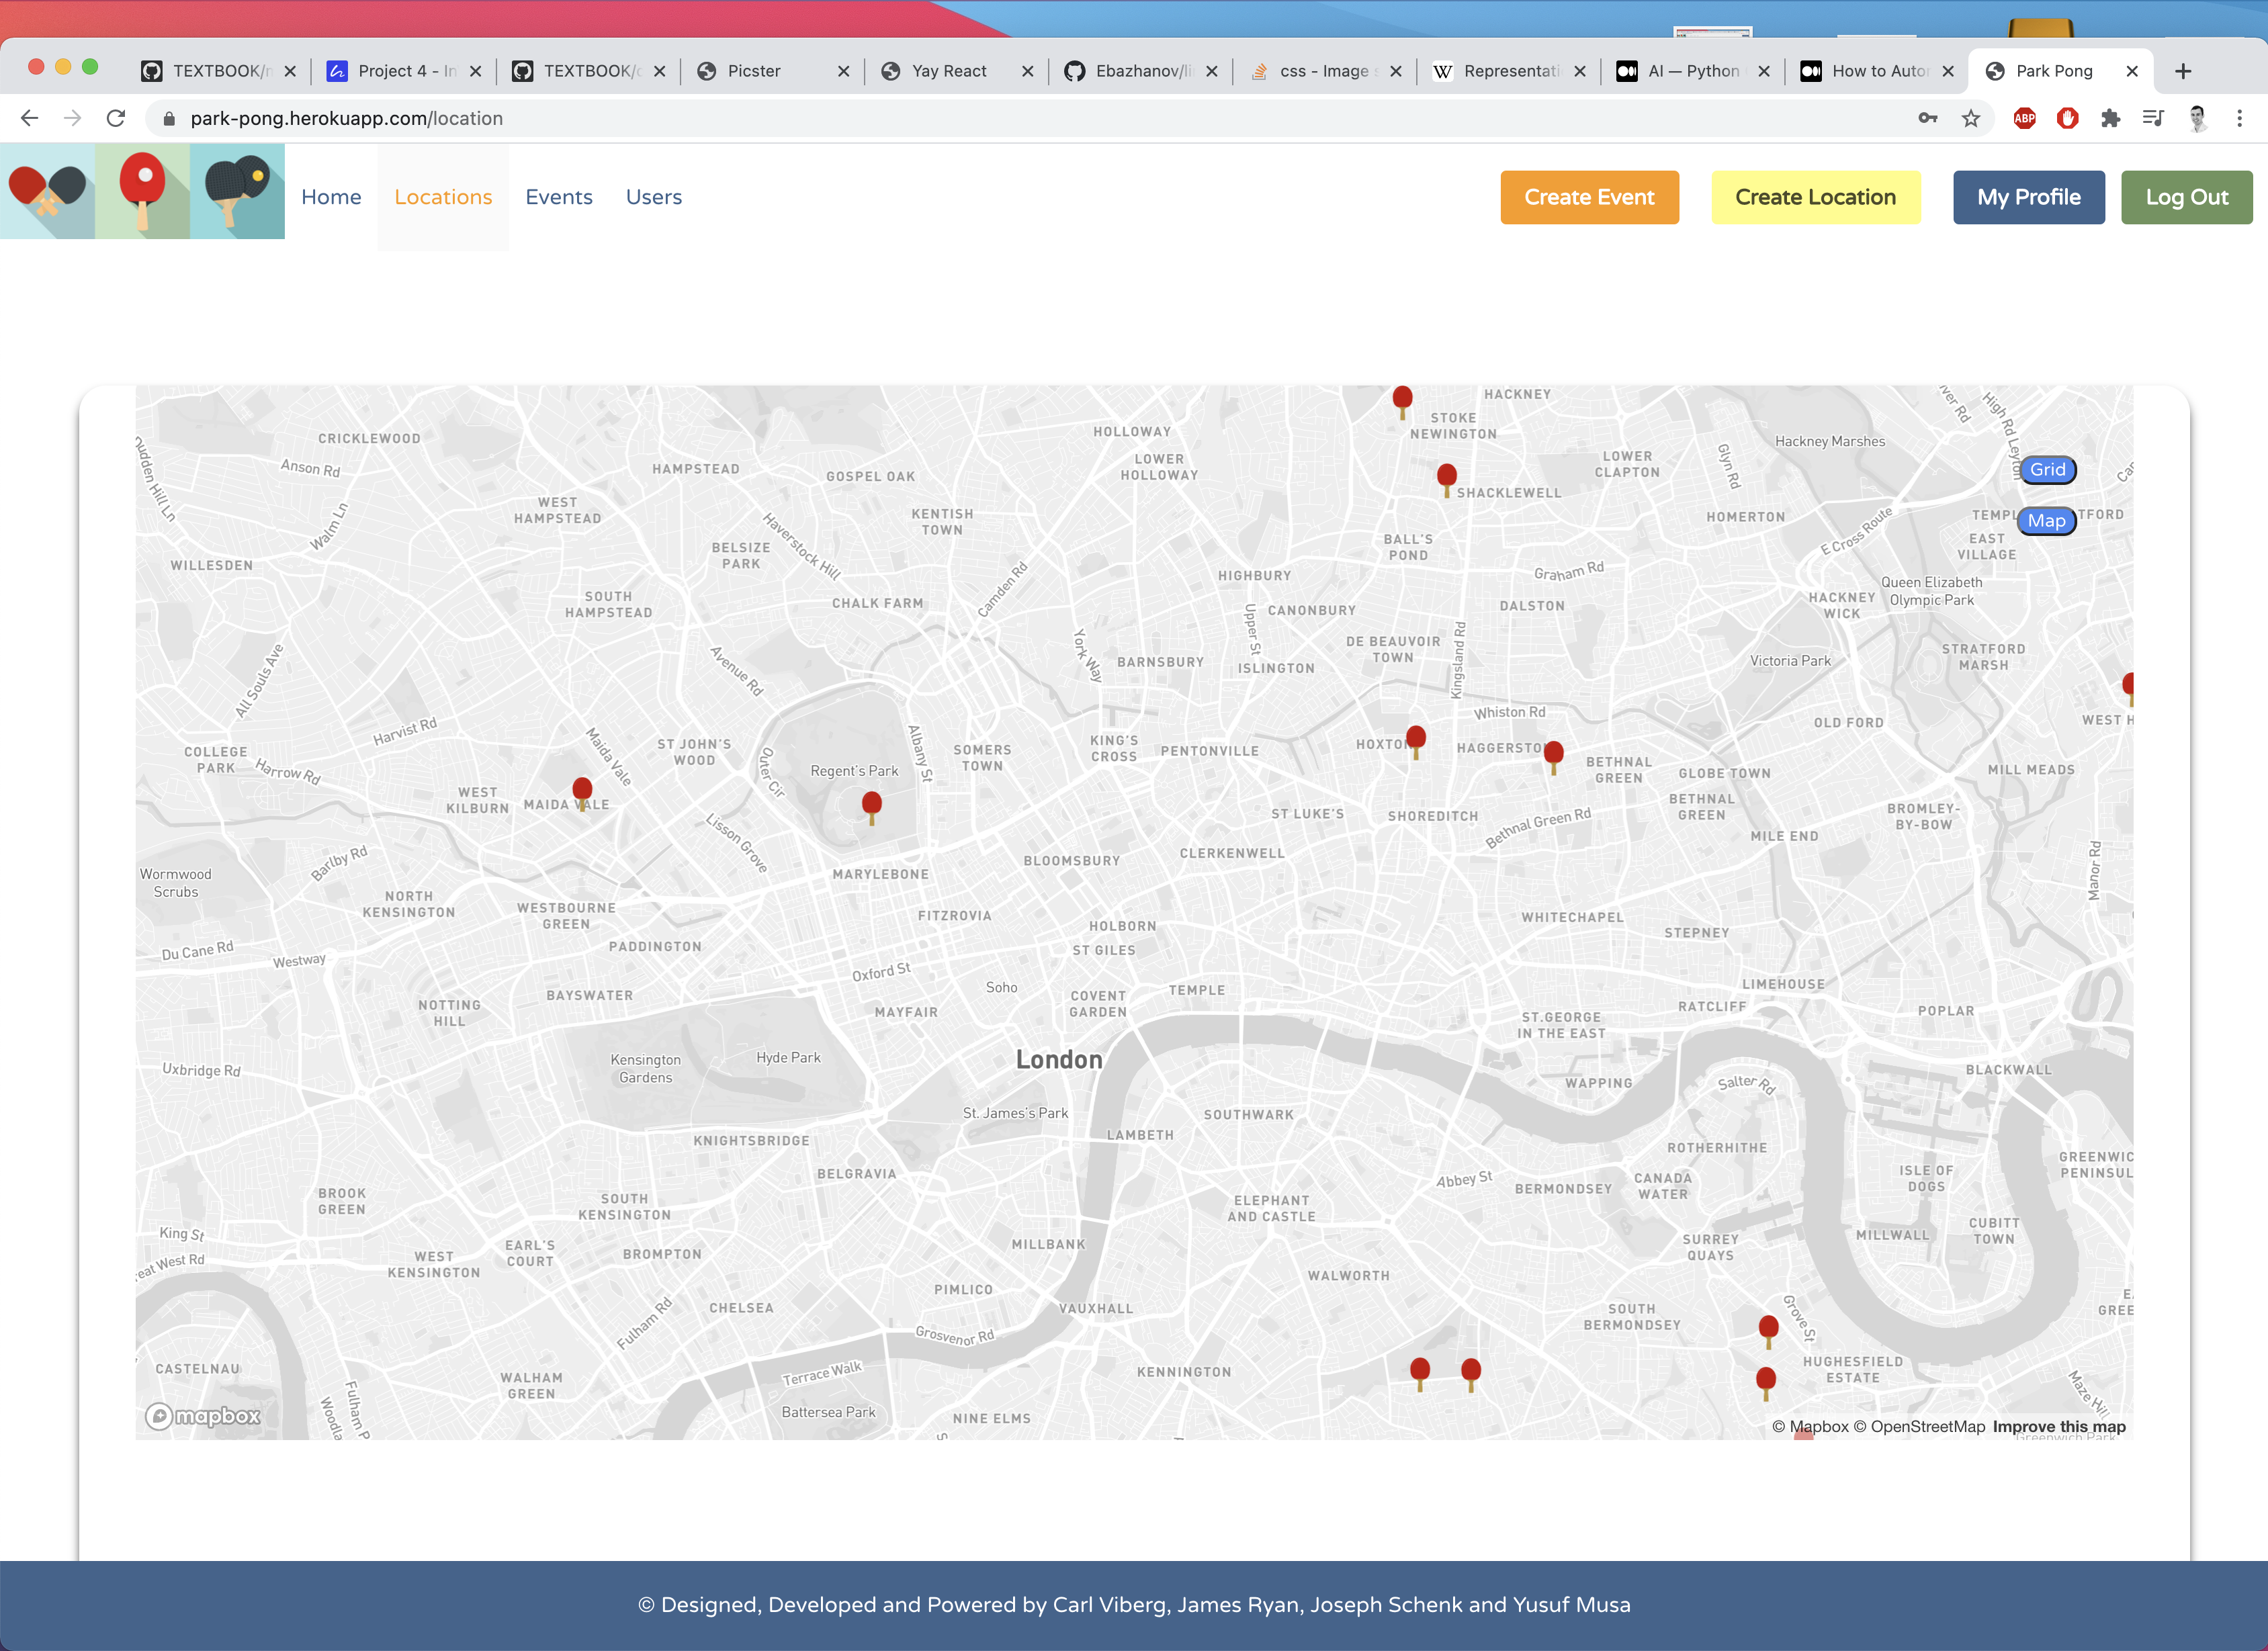 TEXTBOOK/
Project 4 - In
TEXTBOOK/
Picster
Yay React
Ebazhanov/li
css - Image
Representati
AI — Python
How to Auto
Park Pong
park-pong.herokuapp.com/location
ABP
Home
Locations
Events
Users
Create Event
Create Location
My Profile
Log Out
HACKNEY
STOKE
NEWINGTON
CRICKLEWOOD
HOLLOWAY
Hackney Marshes
High Rd Leyton
Anson Rd
HAMPSTEAD
GOSPEL OAK
LOWER
HOLLOWAY
LOWER
CLAPTON
Glyn Rd
Grid
WEST
HAMPSTEAD
Walm Ln
Haverstock Hill
KENTISH
TOWN
SHACKLEWELL
HOMERTON
E Cross Route
Map
TFORD
EAST
VILLAGE
BELSIZE
PARK
BALL'S
POND
WILLESDEN
HIGHBURY
Graham Rd
Queen Elizabeth
Olympic Park
SOUTH
HAMPSTEAD
CHALK FARM
Camden Rd
Upper St
CANONBURY
DALSTON
HACKNEY
WICK
All Souls Ave
Avenue Rd
York Way
BARNSBURY
ISLINGTON
DE BEAUVOIR
TOWN
Kingsland Rd
Victoria Park
STRATFORD
MARSH
Harvist Rd
Maida Vale
Whiston Rd
OLD FORD
WEST H
COLLEGE
PARK
Harrow Rd
ST JOHN'S
WOOD
Outer Cir
Regent's Park
Albany St
SOMERS
TOWN
KING'S
CROSS
PENTONVILLE
HOXTON
HAGGERSTO
BETHNAL
GREEN
GLOBE TOWN
MILL MEADS
WEST
KILBURN
MAIDA VALE
Lisson Grove
ST LUKE'S
SHOREDITCH
Bethnal Green Rd
BETHNAL
GREEN
MILE END
BROMLEY-
BY-BOW
Wormwood
Scrubs
Barlby Rd
MARYLEBONE
BLOOMSBURY
CLERKENWELL
Manor Rd
NORTH
KENSINGTON
WESTBOURNE
GREEN
FITZROVIA
HOLBORN
WHITECHAPEL
Du Cane Rd
Westway
PADDINGTON
ST GILES
STEPNEY
Oxford St
BAYSWATER
Soho
TEMPLE
LIMEHOUSE
NOTTING
HILL
MAYFAIR
COVENT
GARDEN
ST.GEORGE
IN THE EAST
RATCLIFF
POPLAR
Uxbridge Rd
Kensington
Gardens
Hyde Park
London
WAPPING
Salter Rd
BLACKWALL
St. James's Park
SOUTHWARK
KNIGHTSBRIDGE
LAMBETH
ROTHERHITHE
GREENWIC
PENINSUL
BROOK
GREEN
SOUTH
KENSINGTON
BELGRAVIA
ELEPHANT
AND CASTLE
Abbey St
BERMONDSEY
CANADA
WATER
ISLE OF
DOGS
King St
eat West Rd
WEST
KENSINGTON
EARL'S
COURT
BROMPTON
MILLBANK
SURREY
QUAYS
MILLWALL
CUBITT
TOWN
Fulham Rd
CHELSEA
PIMLICO
VAUXHALL
WALWORTH
SOUTH
BERMONDSEY
Grove St
GREE
Grosvenor Rd
CASTELNAU
WALHAM
GREEN
Terrace Walk
KENNINGTON
HUGHESFIELD
ESTATE
Maze Hill
Battersea Park
NINE ELMS
mapbox
© Mapbox © OpenStreetMap Improve this map
Greenwich Park
© Designed, Developed and Powered by Carl Viberg, James Ryan, Joseph Schenk and Yusuf Musa